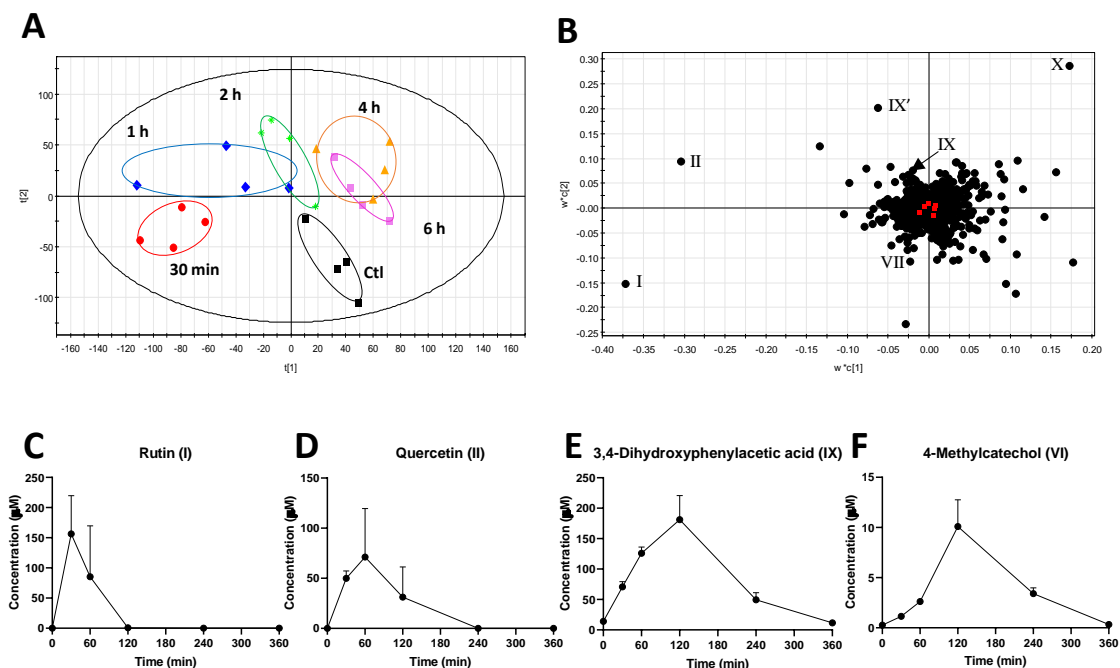 A
B
2 h
4 h
1 h
6 h
30 min
Ctl
100
50
0
-50
-100
t[2]
-160 -140 -120 -100 -80 -60 -40 -20 0 20 40 60 80 100 120 140 160
t[1]
X
IX′
IX
II
VII
I
0.30
0.25
0.20
0.15
0.10
0.05
0.00
-0.05
-0.10
-0.15
-0.20
-0.25
w*c[2]
-0.40 -0.35 -0.30 -0.25 -0.20 -0.15 -0.10 -0.05 0.00 0.05 0.10 0.15 0.20
w*c[1]
C
Rutin (I)
250
200
150
100
50
0
0 60 120 180 240 300 360
Time (min)
D
Quercetin (II)
150
100
50
0
Concentration (µM)
0 60 120 180 240 300 360
Time (min)
E
3,4-Dihydroxyphenylacetic acid (IX)
250
200
150
100
50
0
Concentration (µM)
0 60 120 180 240 300 360
Time (min)
F
4-Methylcatechol (VI)
15
10
5
0
Concentration (µM)
0 60 120 180 240 300 360
Time (min)
Concentration (µM)